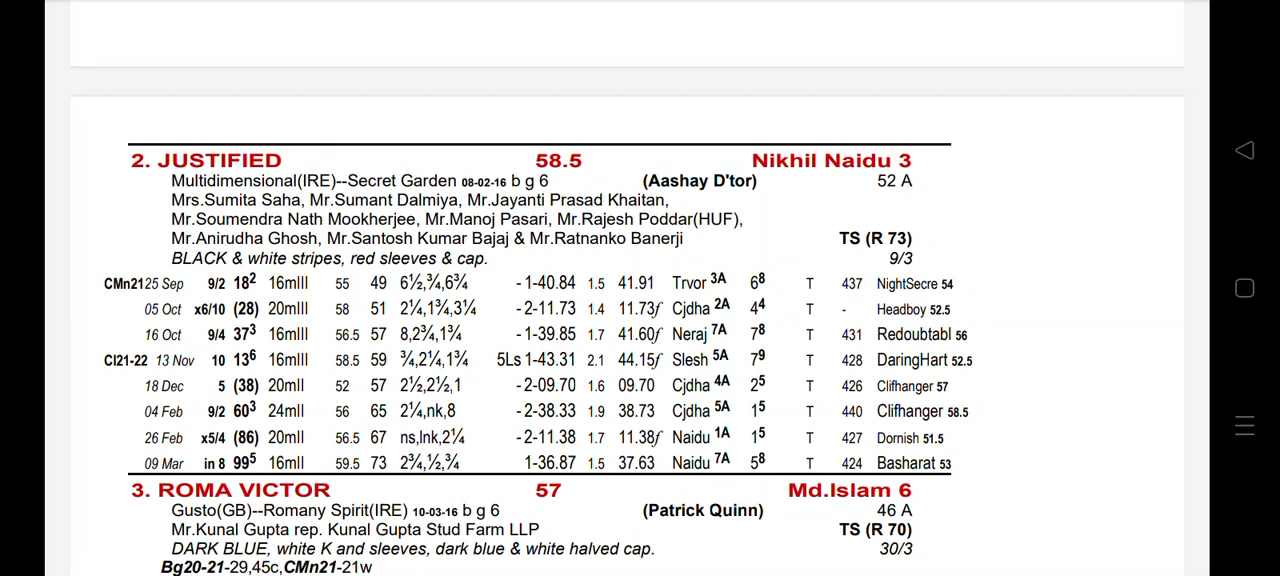 2. JUSTIFIED 58.5 Nikhil Naidu 3
Multidimensional(IRE)--Secret Garden 08-02-16 b g 6 (Aashay D'tor) 52 A
Mrs.Sumita Saha, Mr.Sumant Dalmiya, Mr.Jayanti Prasad Khaitan,
Mr.Soumendra Nath Mookherjee, Mr.Manoj Pasari, Mr.Rajesh Poddar(HUF),
Mr.Anirudha Ghosh, Mr.Santosh Kumar Bajaj & Mr.Ratnanko Banerji TS (R 73)
BLACK & white stripes, red sleeves & cap. 9/3
CMn21 25 Sep 9/2 18² 16mIII 55 49 6½,¾,6¾ - 1-40.84 1.5 41.91 Trvor 3A 6⁸ T 437 NightSecre 54
05 Oct x6/10 (28) 20mIII 58 51 2¼,1¾,3¼ - 2-11.73 1.4 11.73f Cjdha 2A 4⁴ T - Headboy 52.5
16 Oct 9/4 37³ 16mIII 56.5 57 8,2¾,1¾ - 1-39.85 1.7 41.60f Neraj 7A 7⁸ T 431 Redoubtabl 56
Cl21-22 13 Nov 10 13⁶ 16mIII 58.5 59 ¾,2¼,1¾ 5Ls 1-43.31 2.1 44.15f Slesh 5A 7⁹ T 428 DaringHart 52.5
18 Dec 5 (38) 20mII 52 57 2½,2½,1 - 2-09.70 1.6 09.70 Cjdha 4A 2⁵ T 426 Clifhanger 57
04 Feb 9/2 60³ 24mII 56 65 2¼,nk,8 - 2-38.33 1.9 38.73 Cjdha 5A 1⁵ T 440 Clifhanger 58.5
26 Feb x5/4 (86) 20mII 56.5 67 ns,lnk,2¼ - 2-11.38 1.7 11.38f Naidu 1A 1⁵ T 427 Dornish 51.5
09 Mar in 8 99⁵ 16mII 59.5 73 2¾,½,¾ 1-36.87 1.5 37.63 Naidu 7A 5⁸ T 424 Basharat 53
3. ROMA VICTOR 57 Md.Islam 6
Gusto(GB)--Romany Spirit(IRE) 10-03-16 b g 6 (Patrick Quinn) 46 A
Mr.Kunal Gupta rep. Kunal Gupta Stud Farm LLP TS (R 70)
DARK BLUE, white K and sleeves, dark blue & white halved cap. 30/3
Bg20-21-29,45c,CMn21-21w